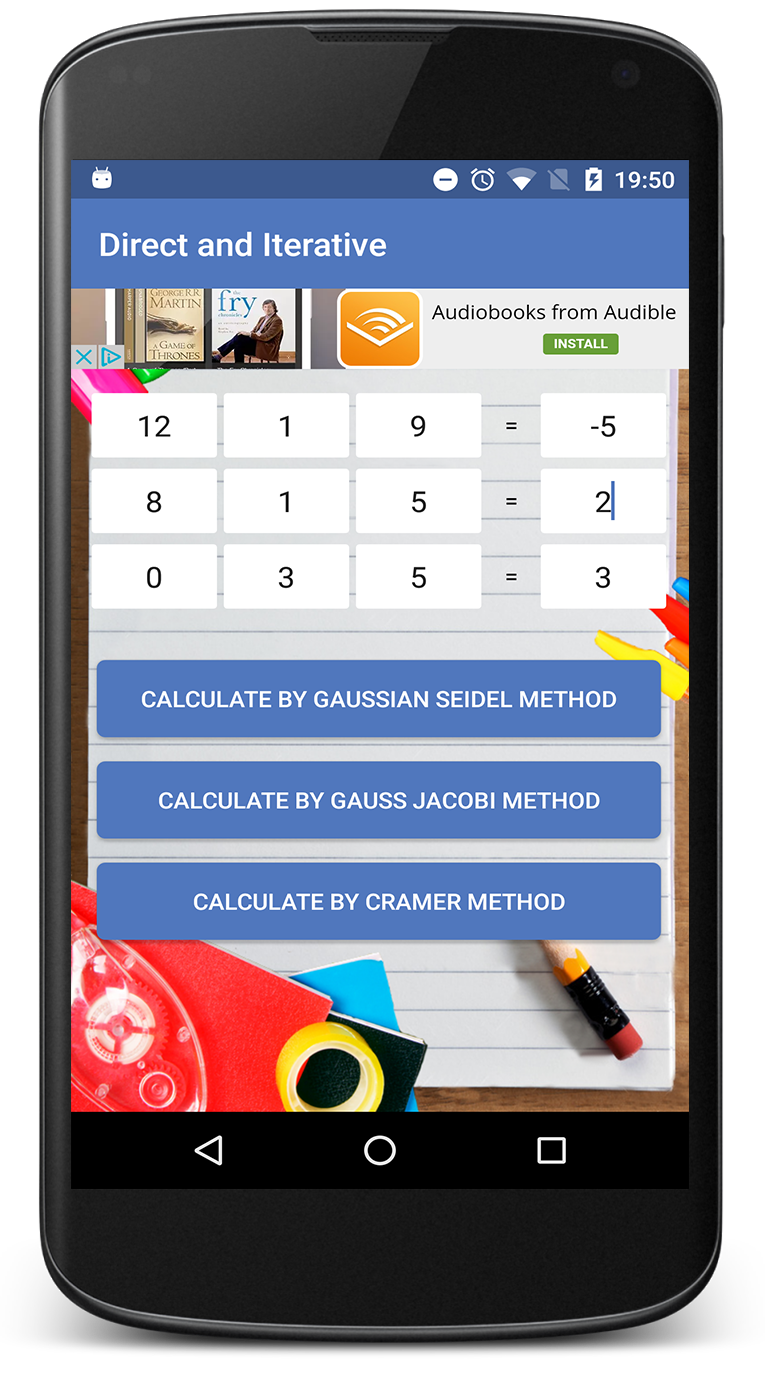 19:50
Direct and Iterative
GEORGE R.R.
MARTIN
A GAME OF
THRONES
the
fry
chronicles
Audiobooks from Audible
INSTALL
12 1 9 = -5
8 1 5 = 2
0 3 5 = 3
CALCULATE BY GAUSSIAN SEIDEL METHOD
CALCULATE BY GAUSS JACOBI METHOD
CALCULATE BY CRAMER METHOD